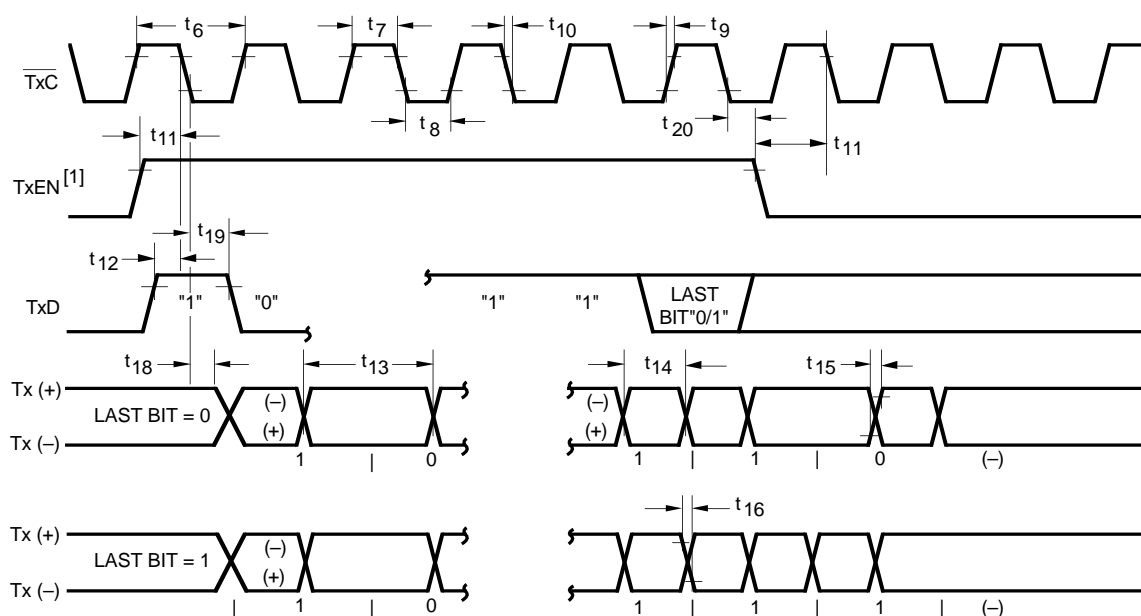 t6 t7 t10 t9
TxC
t11 t8 t20 t11
TxEN [1]
t19
t12
TxD "1" "0" "1" "1" LAST BIT"0/1"
t18 t13 t14 t15
Tx (+) (–) (–)
LAST BIT = 0
Tx (–) (+) (+)
1 | 0 1 | 1 | 0 (–)
t16
Tx (+) (–)
LAST BIT = 1
Tx (–) (+)
| 1 | 0 1 | 1 | 1 | (–)